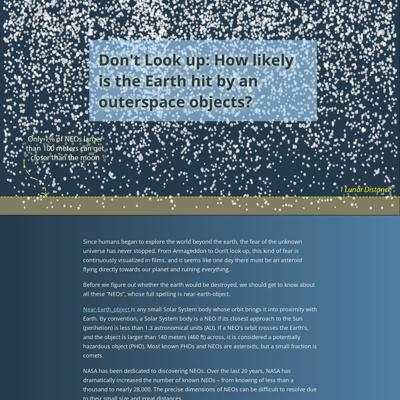 Don't Look up: How likely
is the Earth hit by an
outerspace objects?
Only 1% of NEOs larger
than 100 meters can get
closer than the moon
1 Lunar Distance
Since humans began to explore the world beyond the earth, the fear of the unknown
universe has never stopped. From Armageddon to Don't look up, this kind of fear is
continuously visualized in films, and it seems like one day there must be an asteroid
flying directly towards our planet and ruining everything.
Before we figure out whether the earth would be destroyed, we should get to know about
all these "NEOs", whose full spelling is near-earth-object.
Near-Earth_object is any small Solar System body whose orbit brings it into proximity with
Earth. By convention, a Solar System body is a NEO if its closest approach to the Sun
(perihelion) is less than 1.3 astronomical units (AU). If a NEO's orbit crosses the Earth's,
and the object is larger than 140 meters (460 ft) across, it is considered a potentially
hazardous object (PHO). Most known PHOs and NEOs are asteroids, but a small fraction is
comets.
NASA has been dedicated to discovering NEOs. Over the last 20 years, NASA has
dramatically increased the number of known NEOs – from knowing of less than a
thousand to nearly 28,000. The precise dimensions of NEOs can be difficult to resolve due
to their small size and great distances.